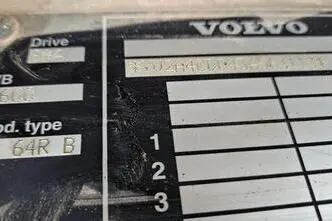 VOLVO
Drive
/B
600
od. type
64R B
1
2
3